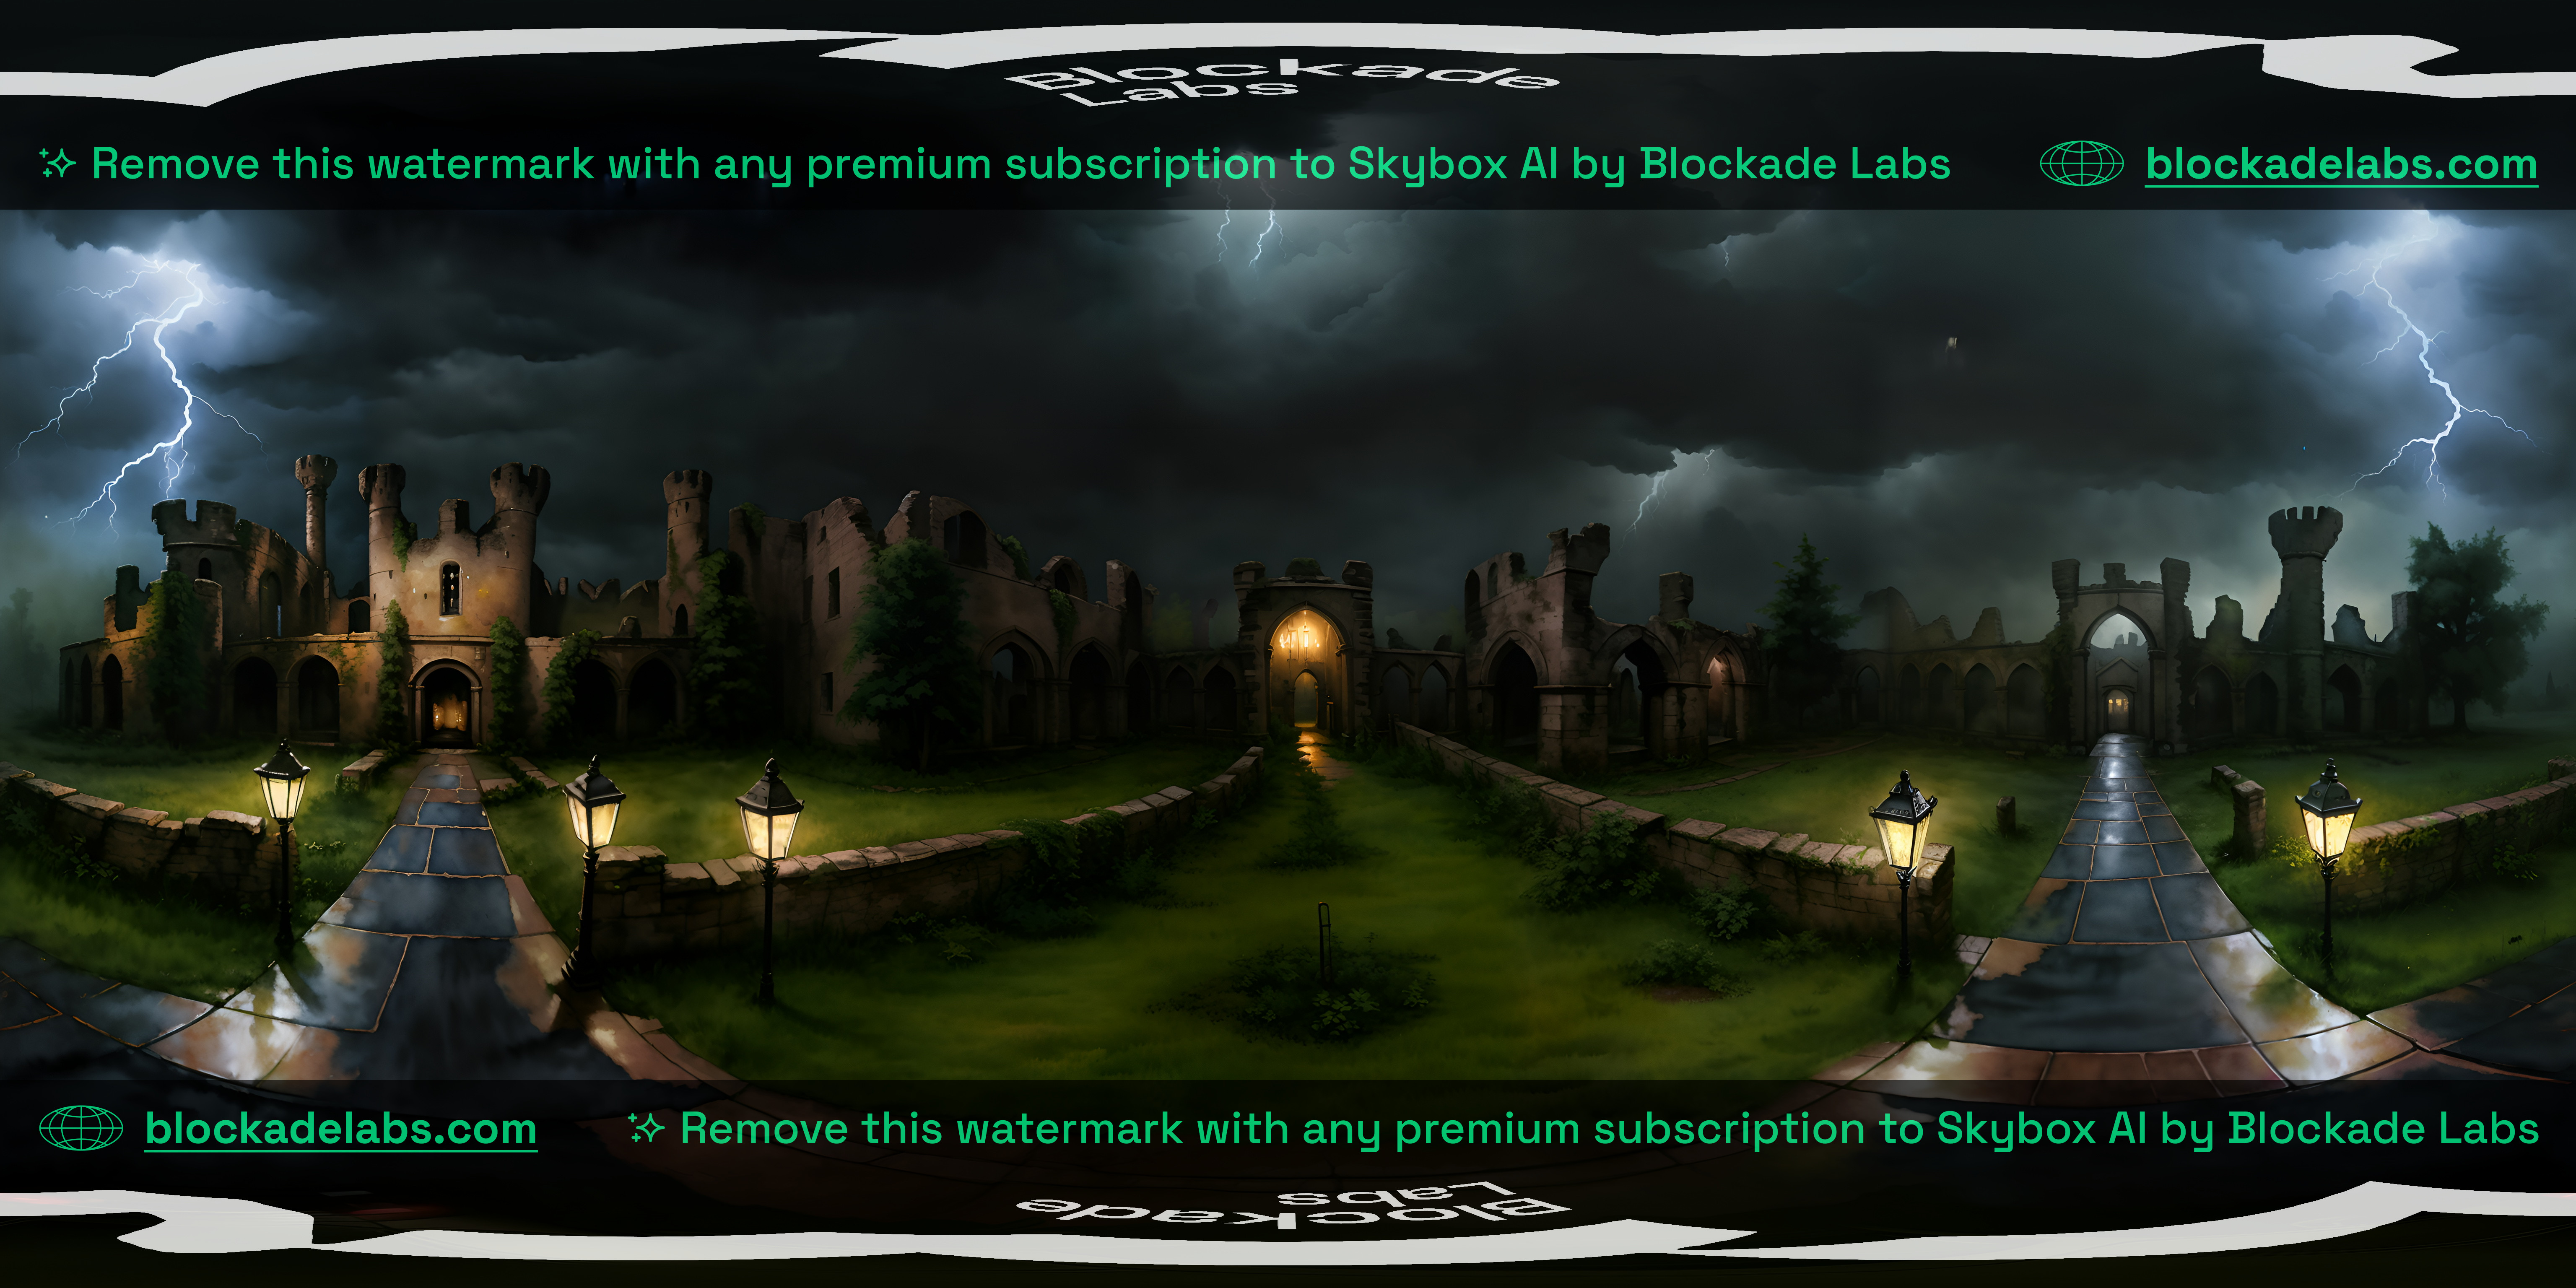 Blockade
Labs
Remove this watermark with any premium subscription to Skybox AI by Blockade Labs
blockadelabs.com
blockadelabs.com
Remove this watermark with any premium subscription to Skybox AI by Blockade Labs
Labs
Blockade